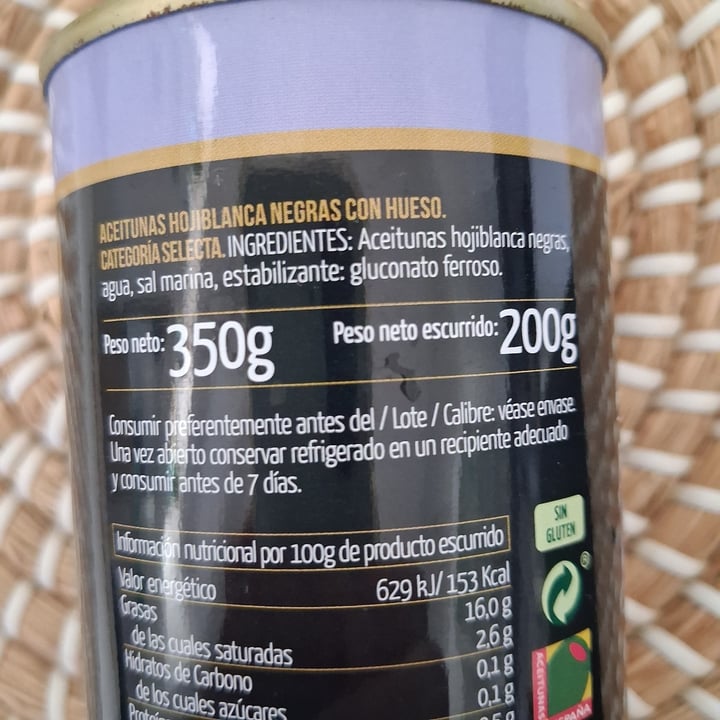 ACEITUNAS HOJIBLANCA NEGRAS CON HUESO.
CATEGORÍA SELECTA. INGREDIENTES: Aceitunas hojiblanca negras,
agua, sal marina, estabilizante: gluconato ferroso.
Peso neto: 350g Peso neto escurrido: 200g
Consumir preferentemente antes del / Lote / Calibre: véase envase.
Una vez abierto conservar refrigerado en un recipiente adecuado
y consumir antes de 7 días.
SIN
GLUTEN
Información nutricional por 100g de producto escurrido
Valor energético 629 kJ/ 153 Kcal
Grasas 16,0 g
de las cuales saturadas 2,6 g
Hidratos de Carbono 0,1 g
de los cuales azúcares 0,1 g
ACEITUNAS
ESPAÑA